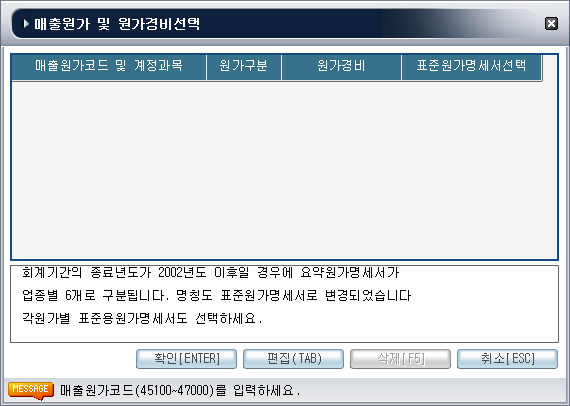 매출원가 및 원가경비선택
매출원가코드 및 계정과목 원가구분 원가경비 표준원가명세서선택
회계기간의 종료년도가 2002년도 이후일 경우에 요약원가명세서가
업종별 6개로 구분됩니다. 명칭도 표준원가명세서로 변경되었습니다
각원가별 표준용원가명세서도 선택하세요.
확인[ENTER] 편집(TAB) 삭제[F5] 취소[ESC]
MESSAGE 매출원가코드(45100~47000)를 입력하세요.